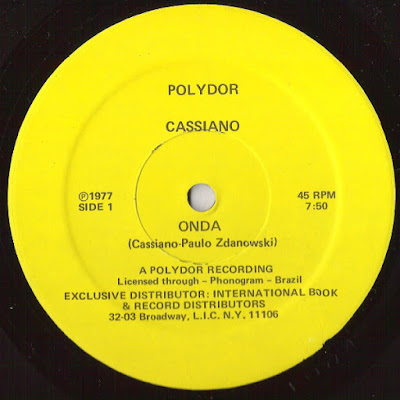 POLYDOR
CASSIANO
℗1977 45 RPM
SIDE 1 7:50
ONDA
(Cassiano-Paulo Zdanowski)
A POLYDOR RECORDING
Licensed through – Phonogram – Brazil
EXCLUSIVE DISTRIBUTOR: INTERNATIONAL BOOK
& RECORD DISTRIBUTORS
32-03 Broadway, L.I.C. N.Y. 11106